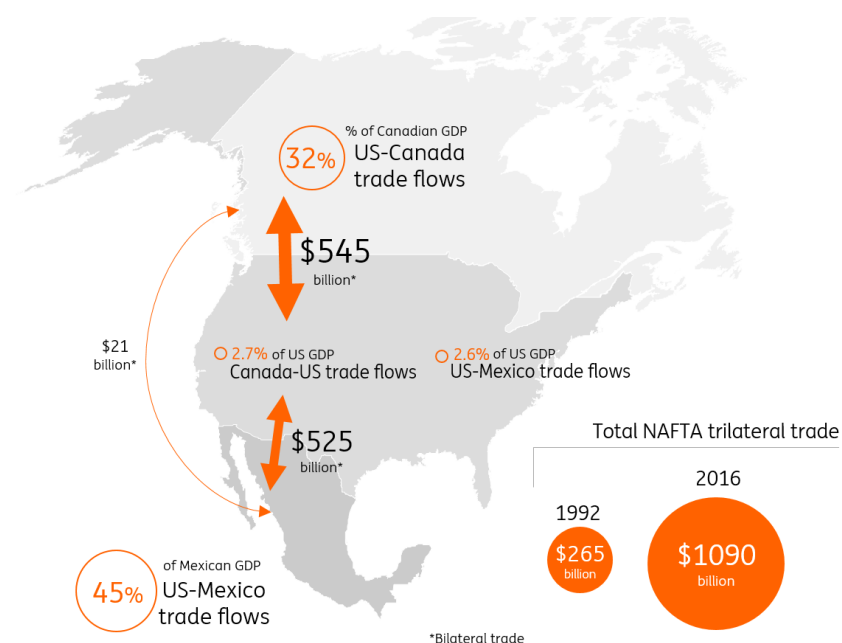 % of Canadian GDP
32%
US-Canada
trade flows
$545
billion*
$21
billion*
2.7% of US GDP
Canada-US trade flows
2.6% of US GDP
US-Mexico trade flows
$525
billion*
Total NAFTA trilateral trade
1992
$265
billion
2016
$1090
billion
of Mexican GDP
45%
US-Mexico
trade flows
*Bilateral trade